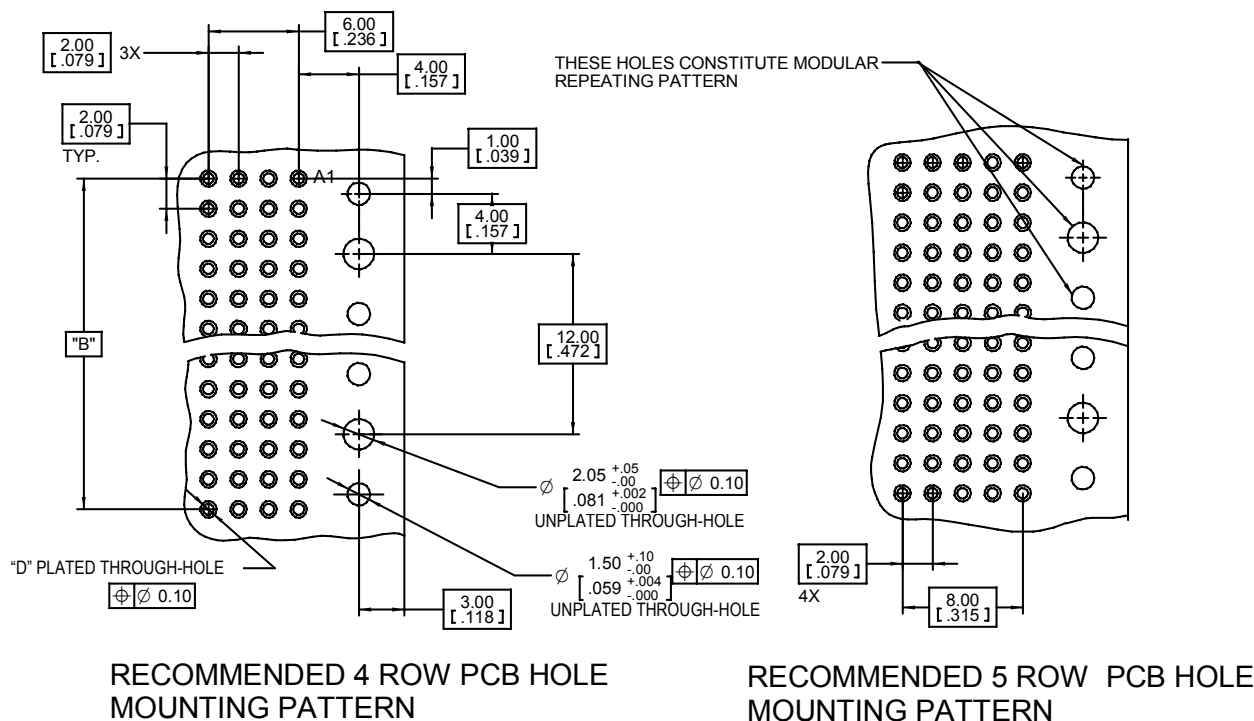 6.00
[ .236 ]
2.00
[ .079 ]
3X
4.00
[ .157 ]
THESE HOLES CONSTITUTE MODULAR
REPEATING PATTERN
2.00
[ .079 ]
TYP.
1.00
[ .039 ]
A1
4.00
[ .157 ]
"B"
12.00
[ .472 ]
Ø 2.05 +.05 -.00
[ .081 +.002 -.000 ]
⌖ Ø 0.10
UNPLATED THROUGH-HOLE
"D" PLATED THROUGH-HOLE
⌖ Ø 0.10
Ø 1.50 +.10 -.00
[ .059 +.004 -.000 ]
⌖ Ø 0.10
UNPLATED THROUGH-HOLE
3.00
[ .118 ]
2.00
[ .079 ]
4X
8.00
[ .315 ]
RECOMMENDED 4 ROW PCB HOLE
MOUNTING PATTERN
RECOMMENDED 5 ROW PCB HOLE
MOUNTING PATTERN